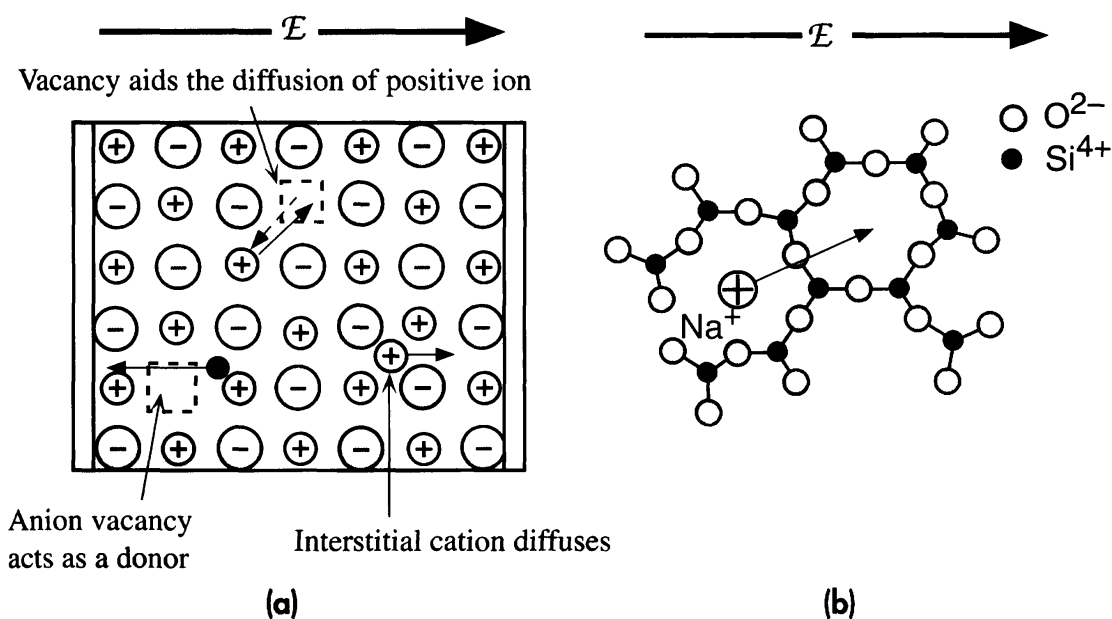 ℰ
Vacancy aids the diffusion of positive ion
+ − + − + − +
− + − − + −
+ − + − + − +
− + − + − +
+
+ + − + − +
− + − + − + −
Anion vacancy
acts as a donor
Interstitial cation diffuses
(a)
ℰ
O²⁻
Si⁴⁺
+
Na⁺
(b)